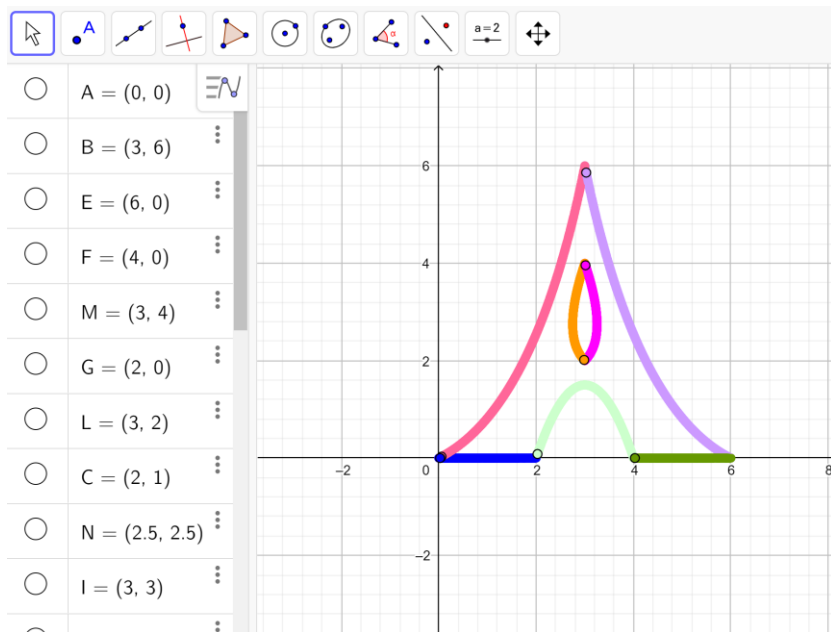 A
α
a=2
A = (0, 0)
B = (3, 6)
E = (6, 0)
F = (4, 0)
M = (3, 4)
G = (2, 0)
L = (3, 2)
C = (2, 1)
N = (2.5, 2.5)
I = (3, 3)
6
4
2
−2 0 2 4 6 8
−2